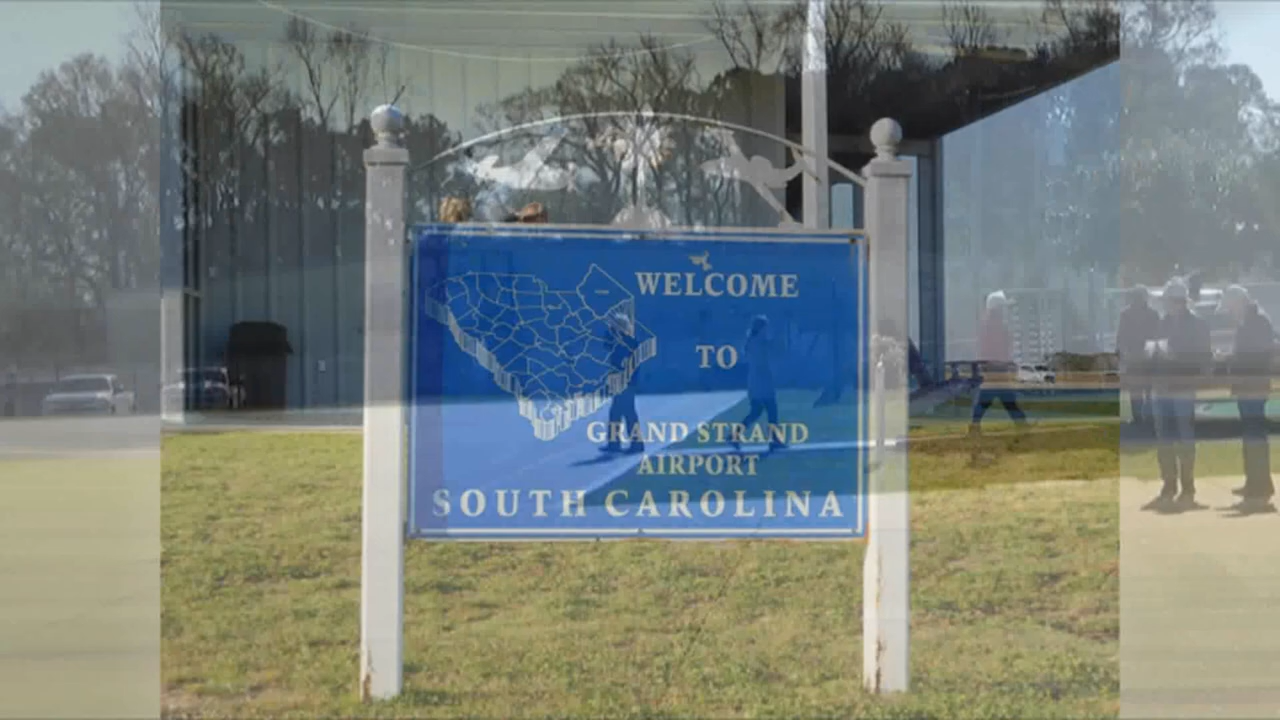 WELCOME
TO
GRAND STRAND
AIRPORT
SOUTH CAROLINA